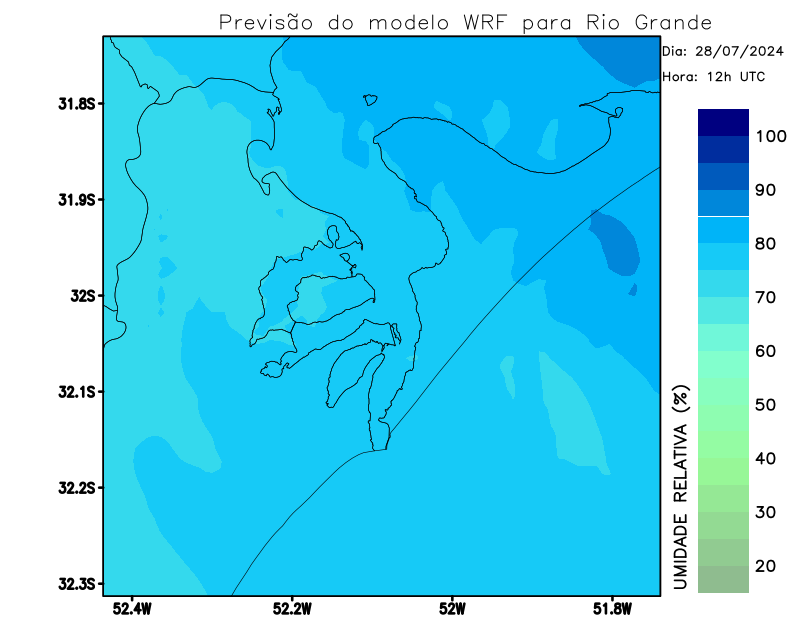 Previsão do modelo WRF para Rio Grande
Dia: 28/07/2024
Hora: 12h UTC
31.8S
31.9S
32S
32.1S
32.2S
32.3S
52.4W
52.2W
52W
51.8W
100
90
80
70
60
50
40
30
20
UMIDADE RELATIVA (%)